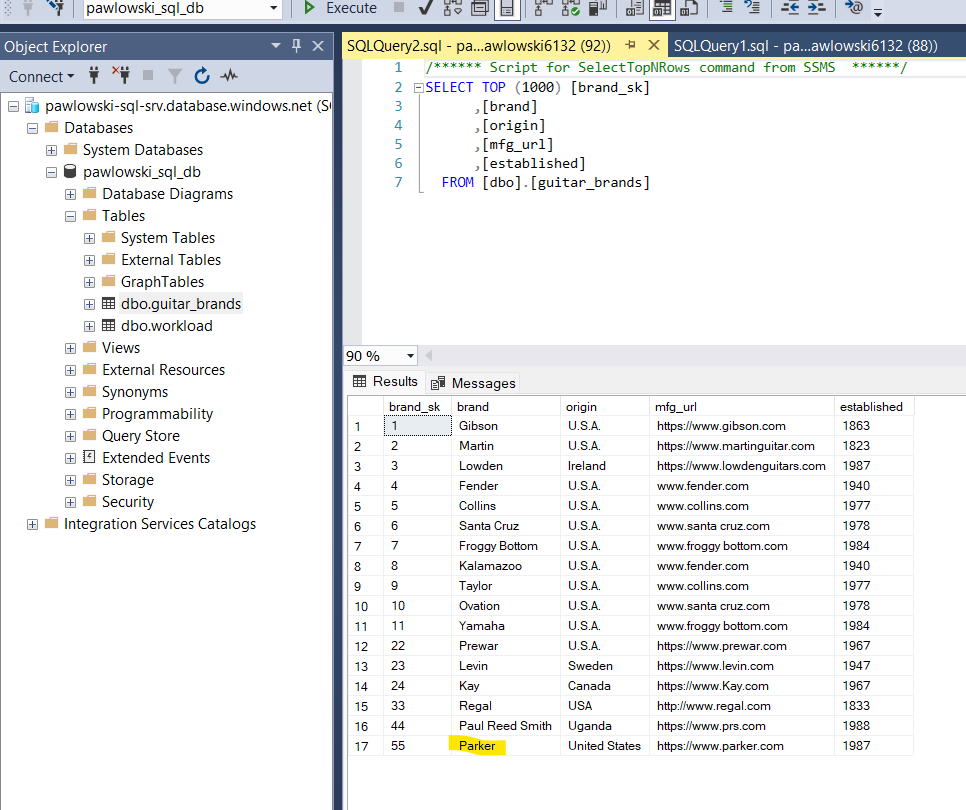 pawlowski_sql_db
Execute
Object Explorer
Connect
pawlowski-sql-srv.database.windows.net (SQ
Databases
System Databases
pawlowski_sql_db
Database Diagrams
Tables
System Tables
External Tables
GraphTables
dbo.guitar_brands
dbo.workload
Views
External Resources
Synonyms
Programmability
Query Store
Extended Events
Storage
Security
Integration Services Catalogs
SQLQuery2.sql - pa...awlowski6132 (92)) SQLQuery1.sql - pa...awlowski6132 (88))
1 /****** Script for SelectTopNRows command from SSMS ******/
2 SELECT TOP (1000) [brand_sk]
3 ,[brand]
4 ,[origin]
5 ,[mfg_url]
6 ,[established]
7 FROM [dbo].[guitar_brands]
90 %
Results Messages
brand_sk brand origin mfg_url established
1 1 Gibson U.S.A. https://www.gibson.com 1863
2 2 Martin U.S.A. https://www.martinguitar.com 1823
3 3 Lowden Ireland https://www.lowdenguitars.com 1987
4 4 Fender U.S.A. www.fender.com 1940
5 5 Collins U.S.A. www.collins.com 1977
6 6 Santa Cruz U.S.A. www.santa cruz.com 1978
7 7 Froggy Bottom U.S.A. www.froggy bottom.com 1984
8 8 Kalamazoo U.S.A. www.fender.com 1940
9 9 Taylor U.S.A. www.collins.com 1977
10 10 Ovation U.S.A. www.santa cruz.com 1978
11 11 Yamaha U.S.A. www.froggy bottom.com 1984
12 22 Prewar U.S.A. https://www.prewar.com 1967
13 23 Levin Sweden https://www.levin.com 1947
14 24 Kay Canada https://www.Kay.com 1967
15 33 Regal USA http://www.regal.com 1833
16 44 Paul Reed Smith Uganda https://www.prs.com 1988
17 55 Parker United States https://www.parker.com 1987